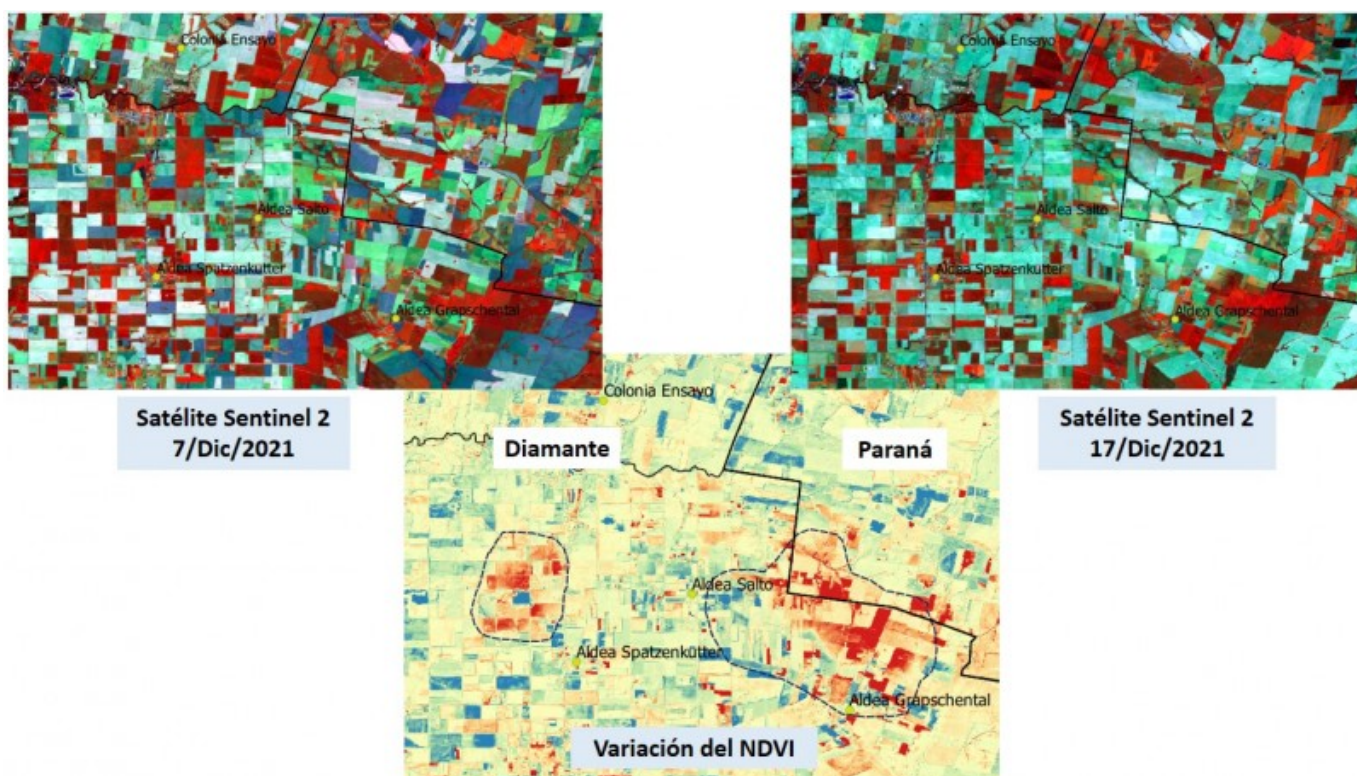 Colonia Ensayo
Aldea Salto
Aldea Spatzenkutter
Aldea Grapschental
Satélite Sentinel 2
7/Dic/2021
Colonia Ensayo
Aldea Salto
Aldea Spatzenkutter
Aldea Grapschental
Satélite Sentinel 2
17/Dic/2021
Colonia Ensayo
Diamante
Paraná
Aldea Salto
Aldea Spatzenkütter
Aldea Grapschental
Variación del NDVI